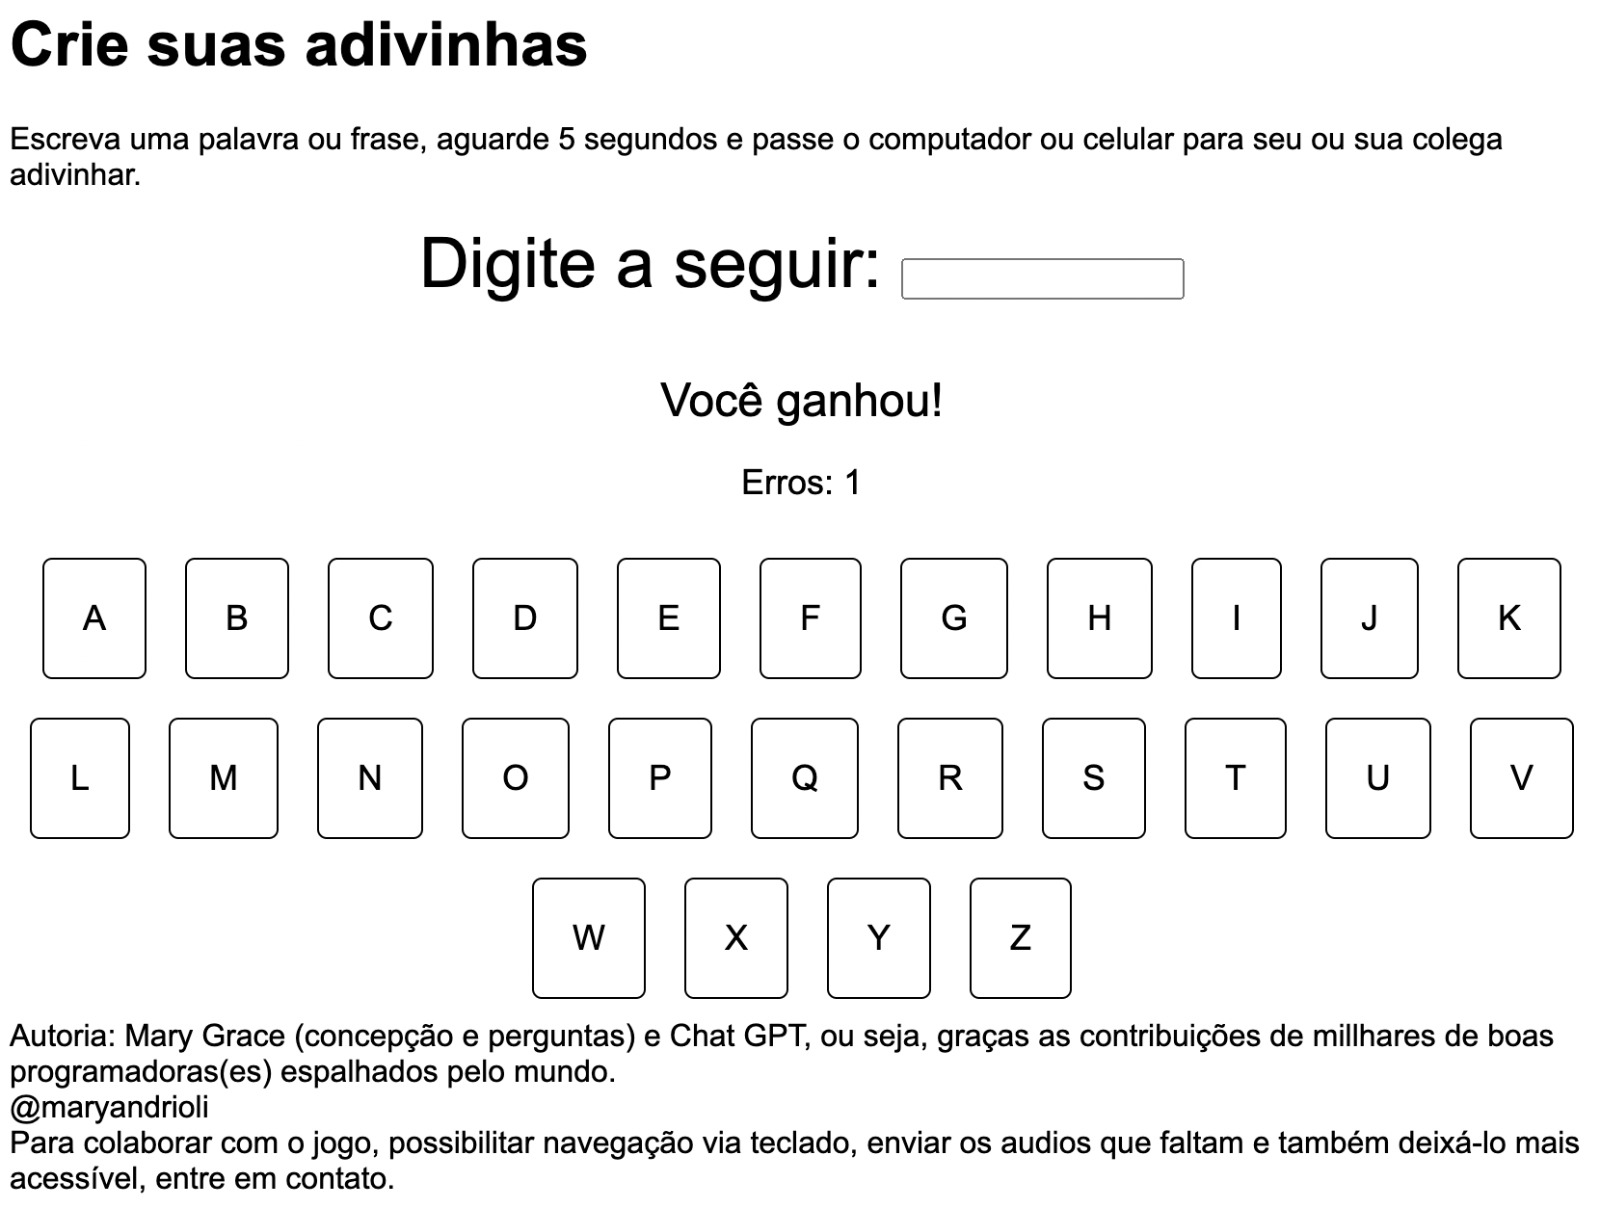 Crie suas adivinhas
Escreva uma palavra ou frase, aguarde 5 segundos e passe o computador ou celular para seu ou sua colega
adivinhar.
Digite a seguir:
Você ganhou!
Erros: 1
A B C D E F G H I J K
L M N O P Q R S T U V
W X Y Z
Autoria: Mary Grace (concepção e perguntas) e Chat GPT, ou seja, graças as contribuições de millhares de boas
programadoras(es) espalhados pelo mundo.
@maryandrioli
Para colaborar com o jogo, possibilitar navegação via teclado, enviar os audios que faltam e também deixá-lo mais
acessível, entre em contato.